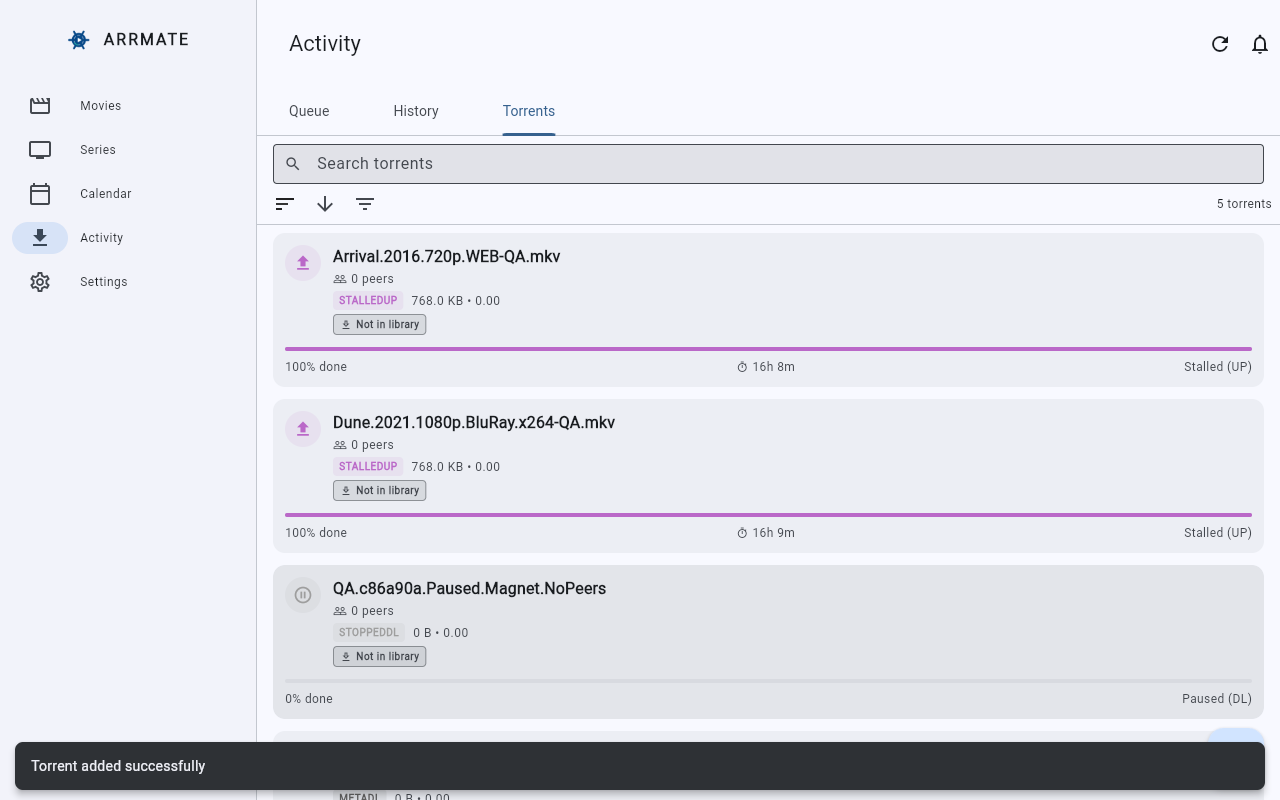 ARRMATE
Activity
Movies
Series
Calendar
Activity
Settings
Queue
History
Torrents
Search torrents
5 torrents
Arrival.2016.720p.WEB-QA.mkv
0 peers
STALLEDUP 768.0 KB • 0.00
Not in library
100% done 16h 8m Stalled (UP)
Dune.2021.1080p.BluRay.x264-QA.mkv
0 peers
STALLEDUP 768.0 KB • 0.00
Not in library
100% done 16h 9m Stalled (UP)
QA.c86a90a.Paused.Magnet.NoPeers
0 peers
STOPPEDDL 0 B • 0.00
Not in library
0% done Paused (DL)
Torrent added successfully
METADL 0 B • 0.00